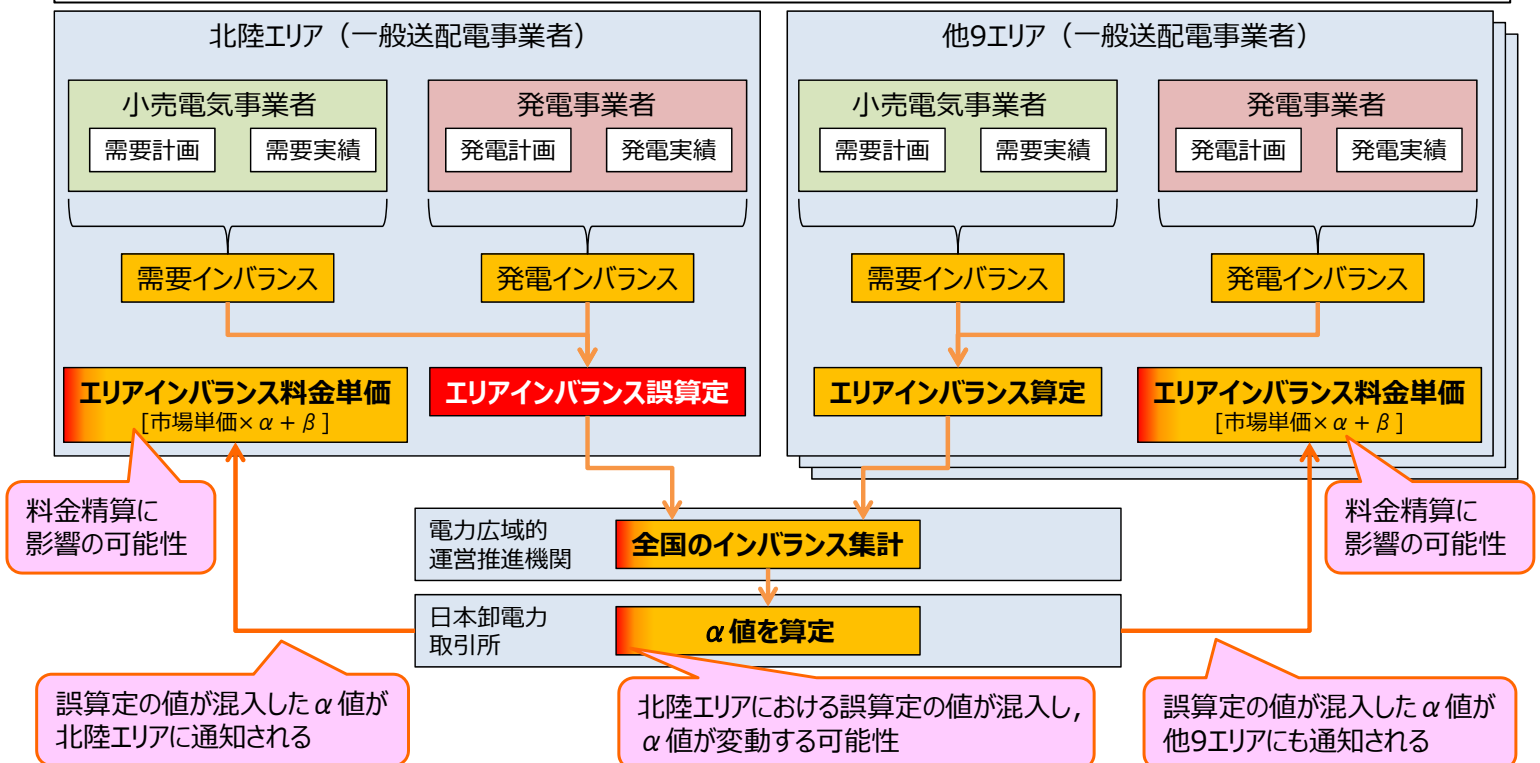 北陸エリア（一般送配電事業者）
小売電気事業者
需要計画
需要実績
発電事業者
発電計画
発電実績
需要インバランス
発電インバランス
エリアインバランス料金単価
[市場単価×α＋β]
エリアインバランス誤算定
他9エリア（一般送配電事業者）
小売電気事業者
需要計画
需要実績
発電事業者
発電計画
発電実績
需要インバランス
発電インバランス
エリアインバランス算定
エリアインバランス料金単価
[市場単価×α＋β]
料金精算に
影響の可能性
電力広域的
運営推進機関
全国のインバランス集計
料金精算に
影響の可能性
日本卸電力
取引所
α値を算定
誤算定の値が混入したα値が
北陸エリアに通知される
北陸エリアにおける誤算定の値が混入し，
α値が変動する可能性
誤算定の値が混入したα値が
他9エリアにも通知される